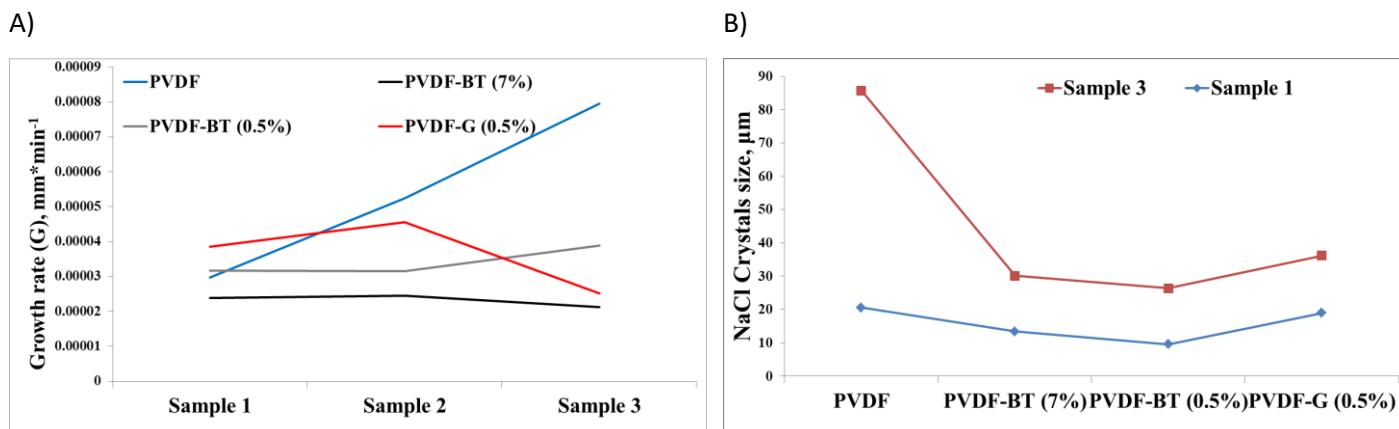 A)
B)
PVDF
PVDF-BT (7%)
PVDF-BT (0.5%)
PVDF-G (0.5%)
Growth rate (G), mm*min-1
0.00009
0.00008
0.00007
0.00006
0.00005
0.00004
0.00003
0.00002
0.00001
0
Sample 1
Sample 2
Sample 3
Sample 3
Sample 1
NaCl Crystals size, µm
90
80
70
60
50
40
30
20
10
0
PVDF
PVDF-BT (7%)
PVDF-BT (0.5%)
PVDF-G (0.5%)